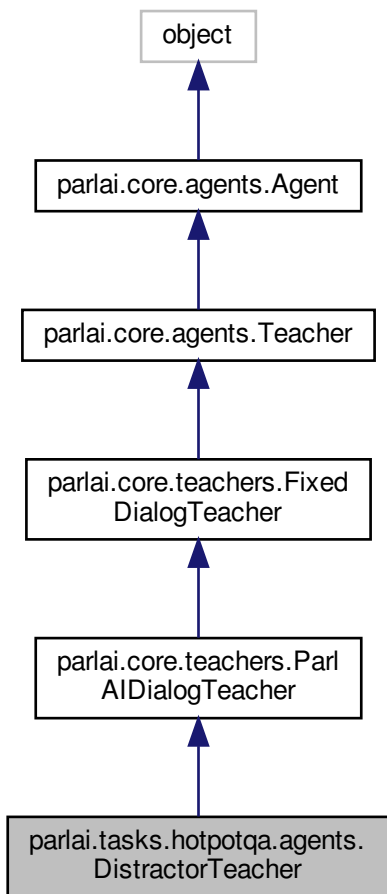 object
parlai.core.agents.Agent
parlai.core.agents.Teacher
parlai.core.teachers.Fixed
DialogTeacher
parlai.core.teachers.Parl
AIDialogTeacher
parlai.tasks.hotpotqa.agents.
DistractorTeacher